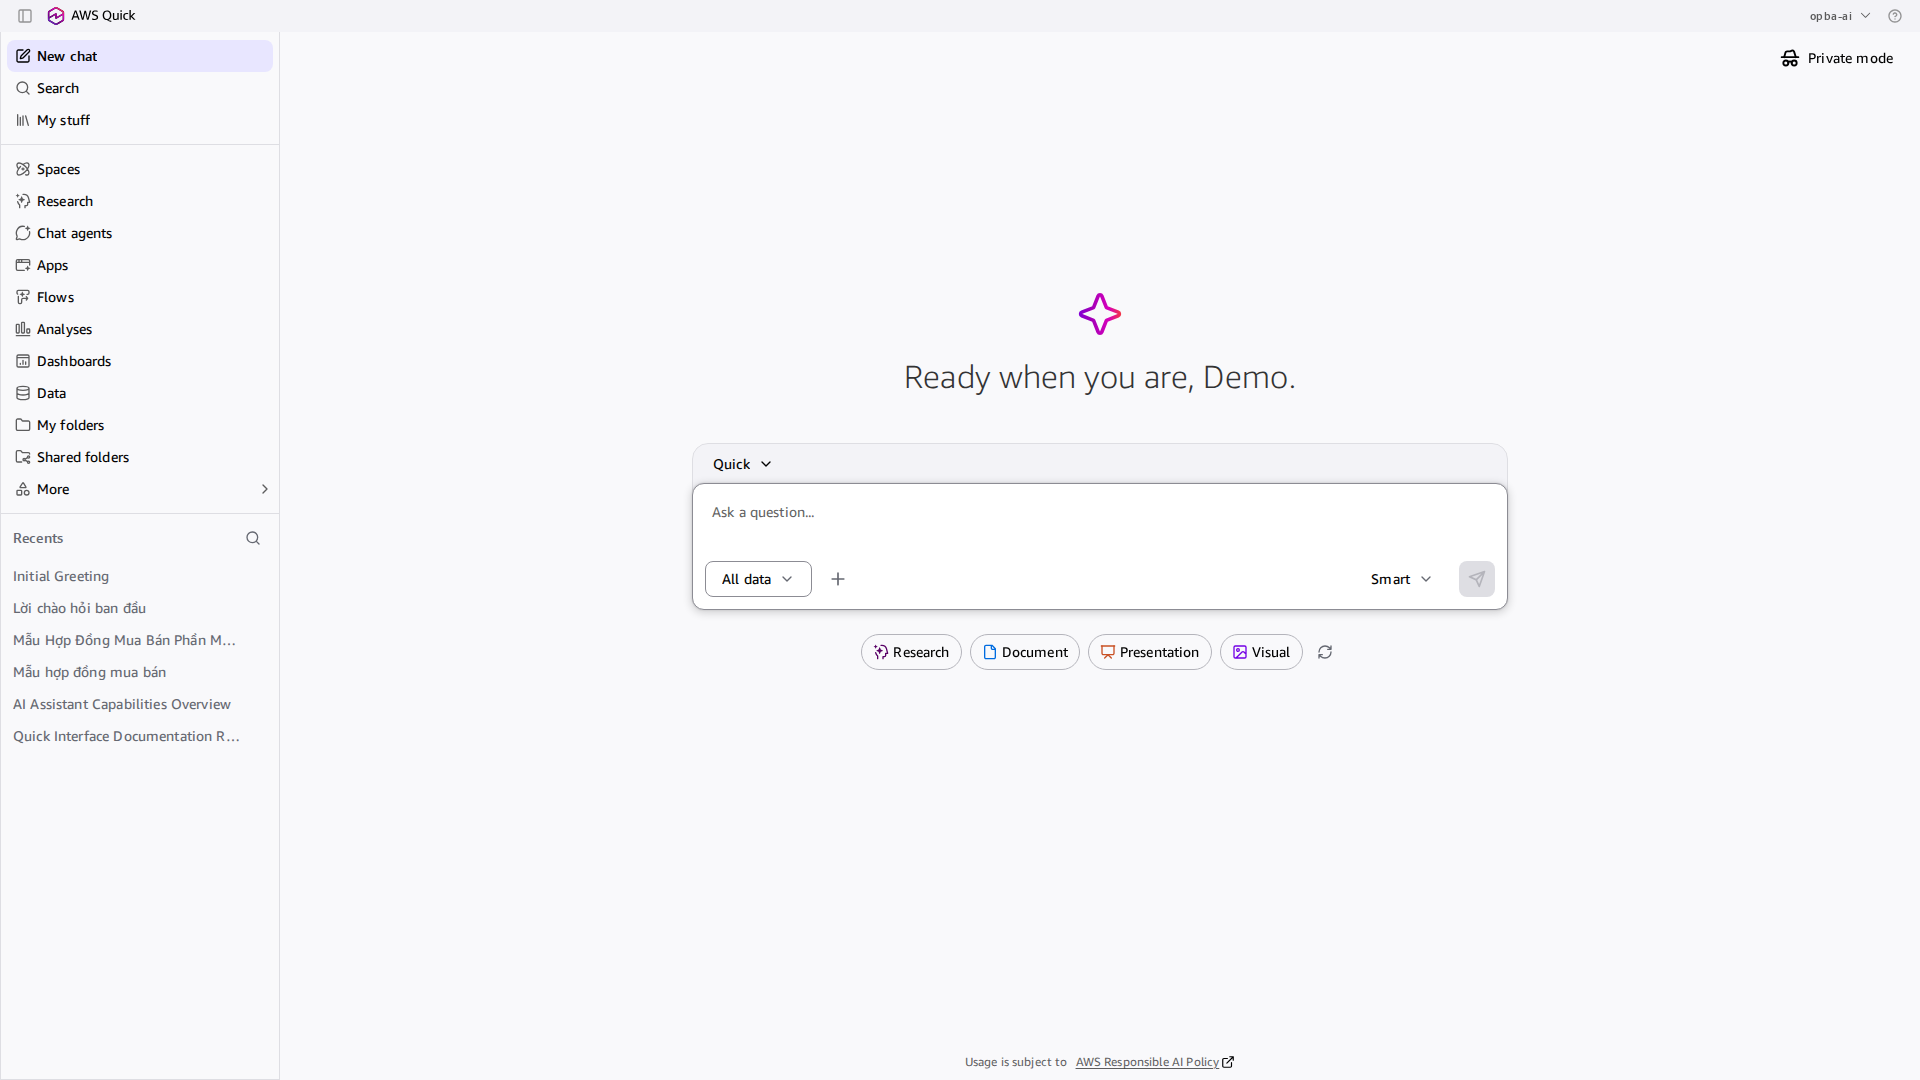 AWS Quick
opba-ai
New chat
Search
My stuff
Spaces
Research
Chat agents
Apps
Flows
Analyses
Dashboards
Data
My folders
Shared folders
More
Recents
Initial Greeting
Lời chào hỏi ban đầu
Mẫu Hợp Đồng Mua Bán Phần M...
Mẫu hợp đồng mua bán
AI Assistant Capabilities Overview
Quick Interface Documentation R...
Private mode
Ready when you are, Demo.
Quick
Ask a question...
All data
Smart
Research
Document
Presentation
Visual
Usage is subject to AWS Responsible AI Policy